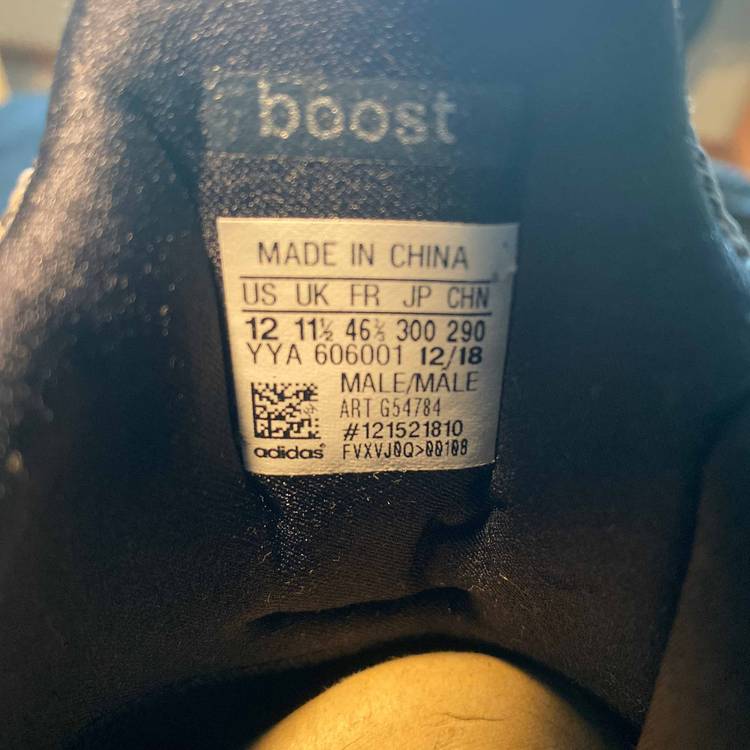 boost
MADE IN CHINA
US UK FR JP CHN
12 11½ 46⅔ 300 290
YYA 606001 12/18
MALE/MÂLE
ART G54784
#121521810
adidas® FVXVJ0Q>00108